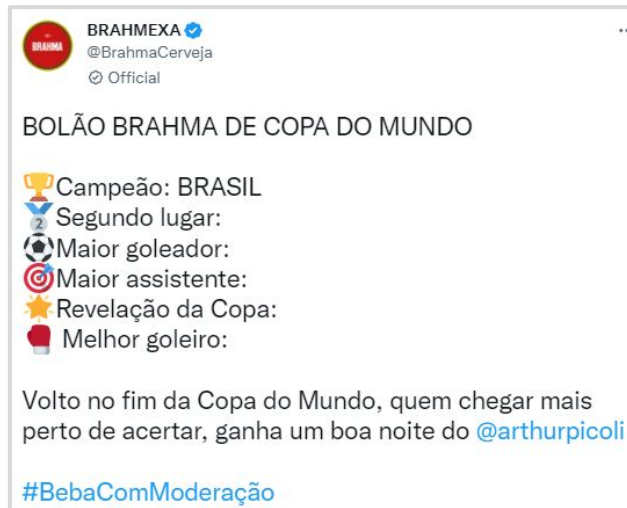 BRAHMA
BRAHMEXA
@BrahmaCerveja
Official
BOLÃO BRAHMA DE COPA DO MUNDO
🏆Campeão: BRASIL
🥈Segundo lugar:
⚽Maior goleador:
🎯Maior assistente:
🌟Revelação da Copa:
🥊 Melhor goleiro:
Volto no fim da Copa do Mundo, quem chegar mais
perto de acertar, ganha um boa noite do @arthurpicoli
#BebaComModeração